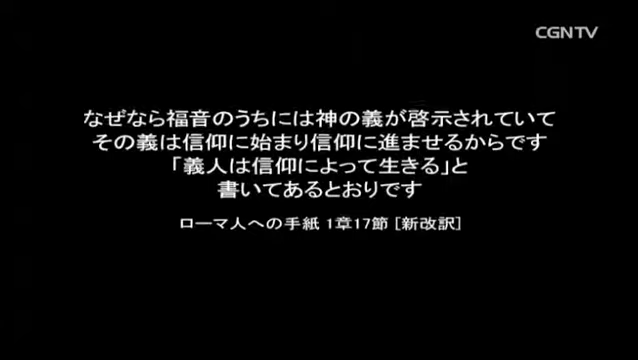 CGNTV
なぜなら福音のうちには神の義が啓示されていて
その義は信仰に始まり信仰に進ませるからです
「義人は信仰によって生きる」と
書いてあるとおりです
ローマ人への手紙 1章17節 [新改訳]